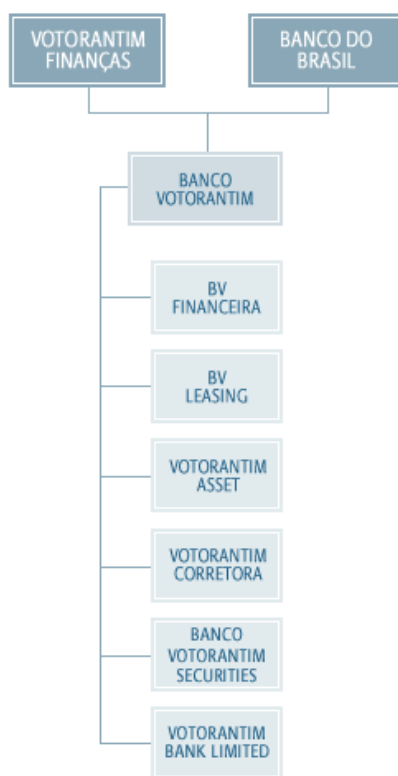 VOTORANTIM
FINANÇAS
BANCO DO
BRASIL
BANCO
VOTORANTIM
BV
FINANCEIRA
BV
LEASING
VOTORANTIM
ASSET
VOTORANTIM
CORRETORA
BANCO
VOTORANTIM
SECURITIES
VOTORANTIM
BANK LIMITED